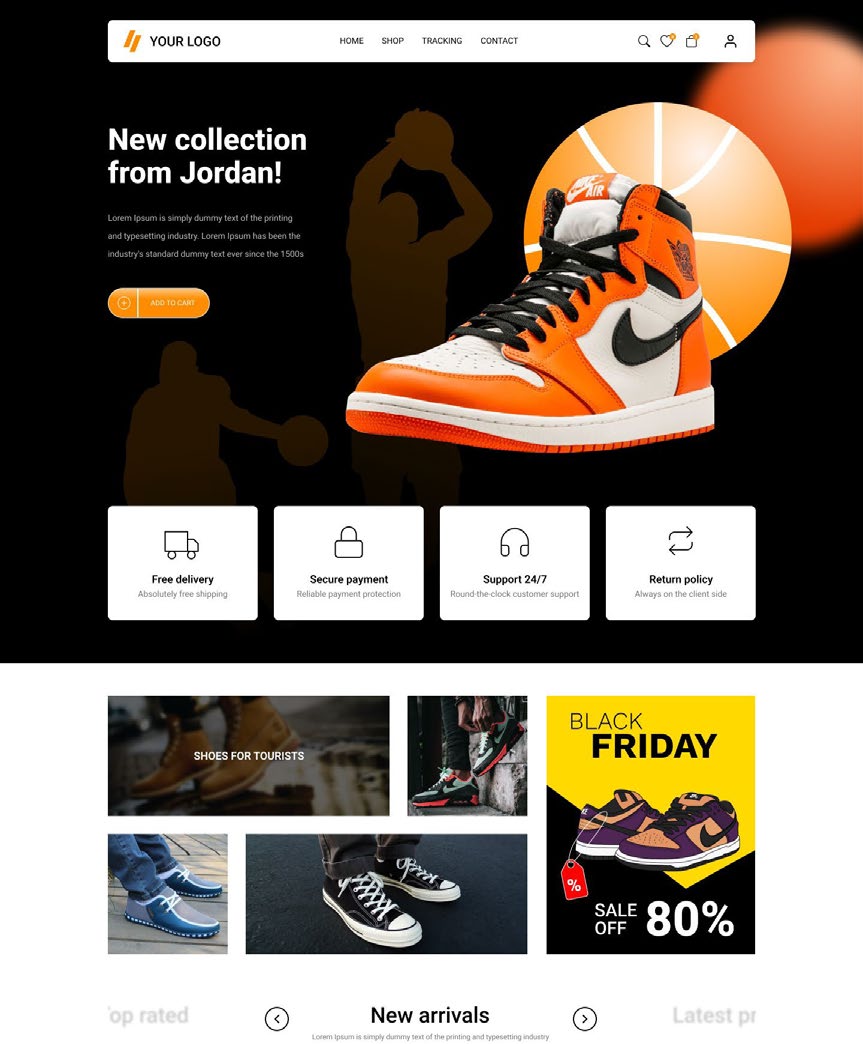 YOUR LOGO
HOME SHOP TRACKING CONTACT
New collection
from Jordan!
Lorem Ipsum is simply dummy text of the printing
and typesetting industry. Lorem Ipsum has been the
industry's standard dummy text ever since the 1500s
ADD TO CART
NIKE
AIR
Free delivery
Absolutely free shipping
Secure payment
Reliable payment protection
Support 24/7
Round-the-clock customer support
Return policy
Always on the client side
SHOES FOR TOURISTS
BLACK
FRIDAY
%
SALE
OFF
80%
op rated
New arrivals
Latest pr
Lorem Ipsum is simply dummy text of the printing and typesetting industry